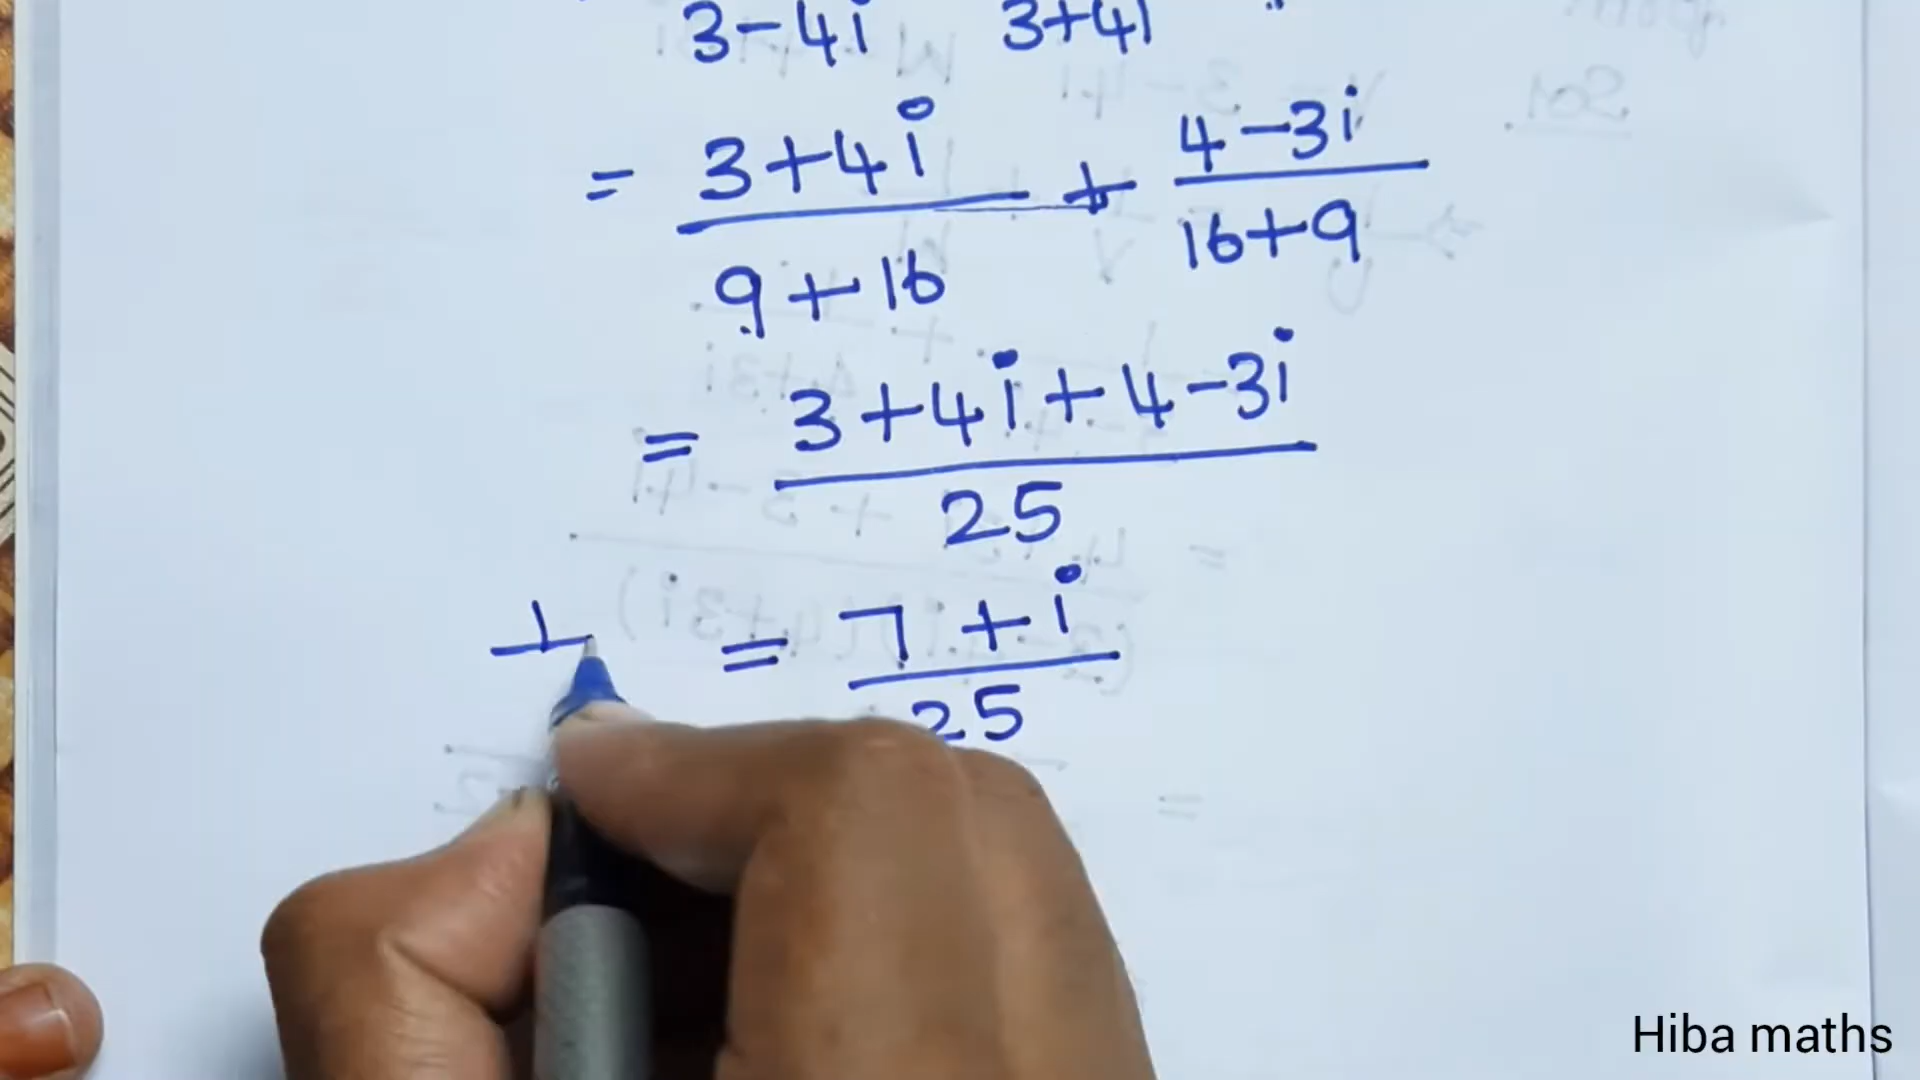 3-4i 3+4i
= 3+4i/9+16 + 4-3i/16+9
= 3+4i+4-3i/25
1 = 7+i/25
Hiba maths